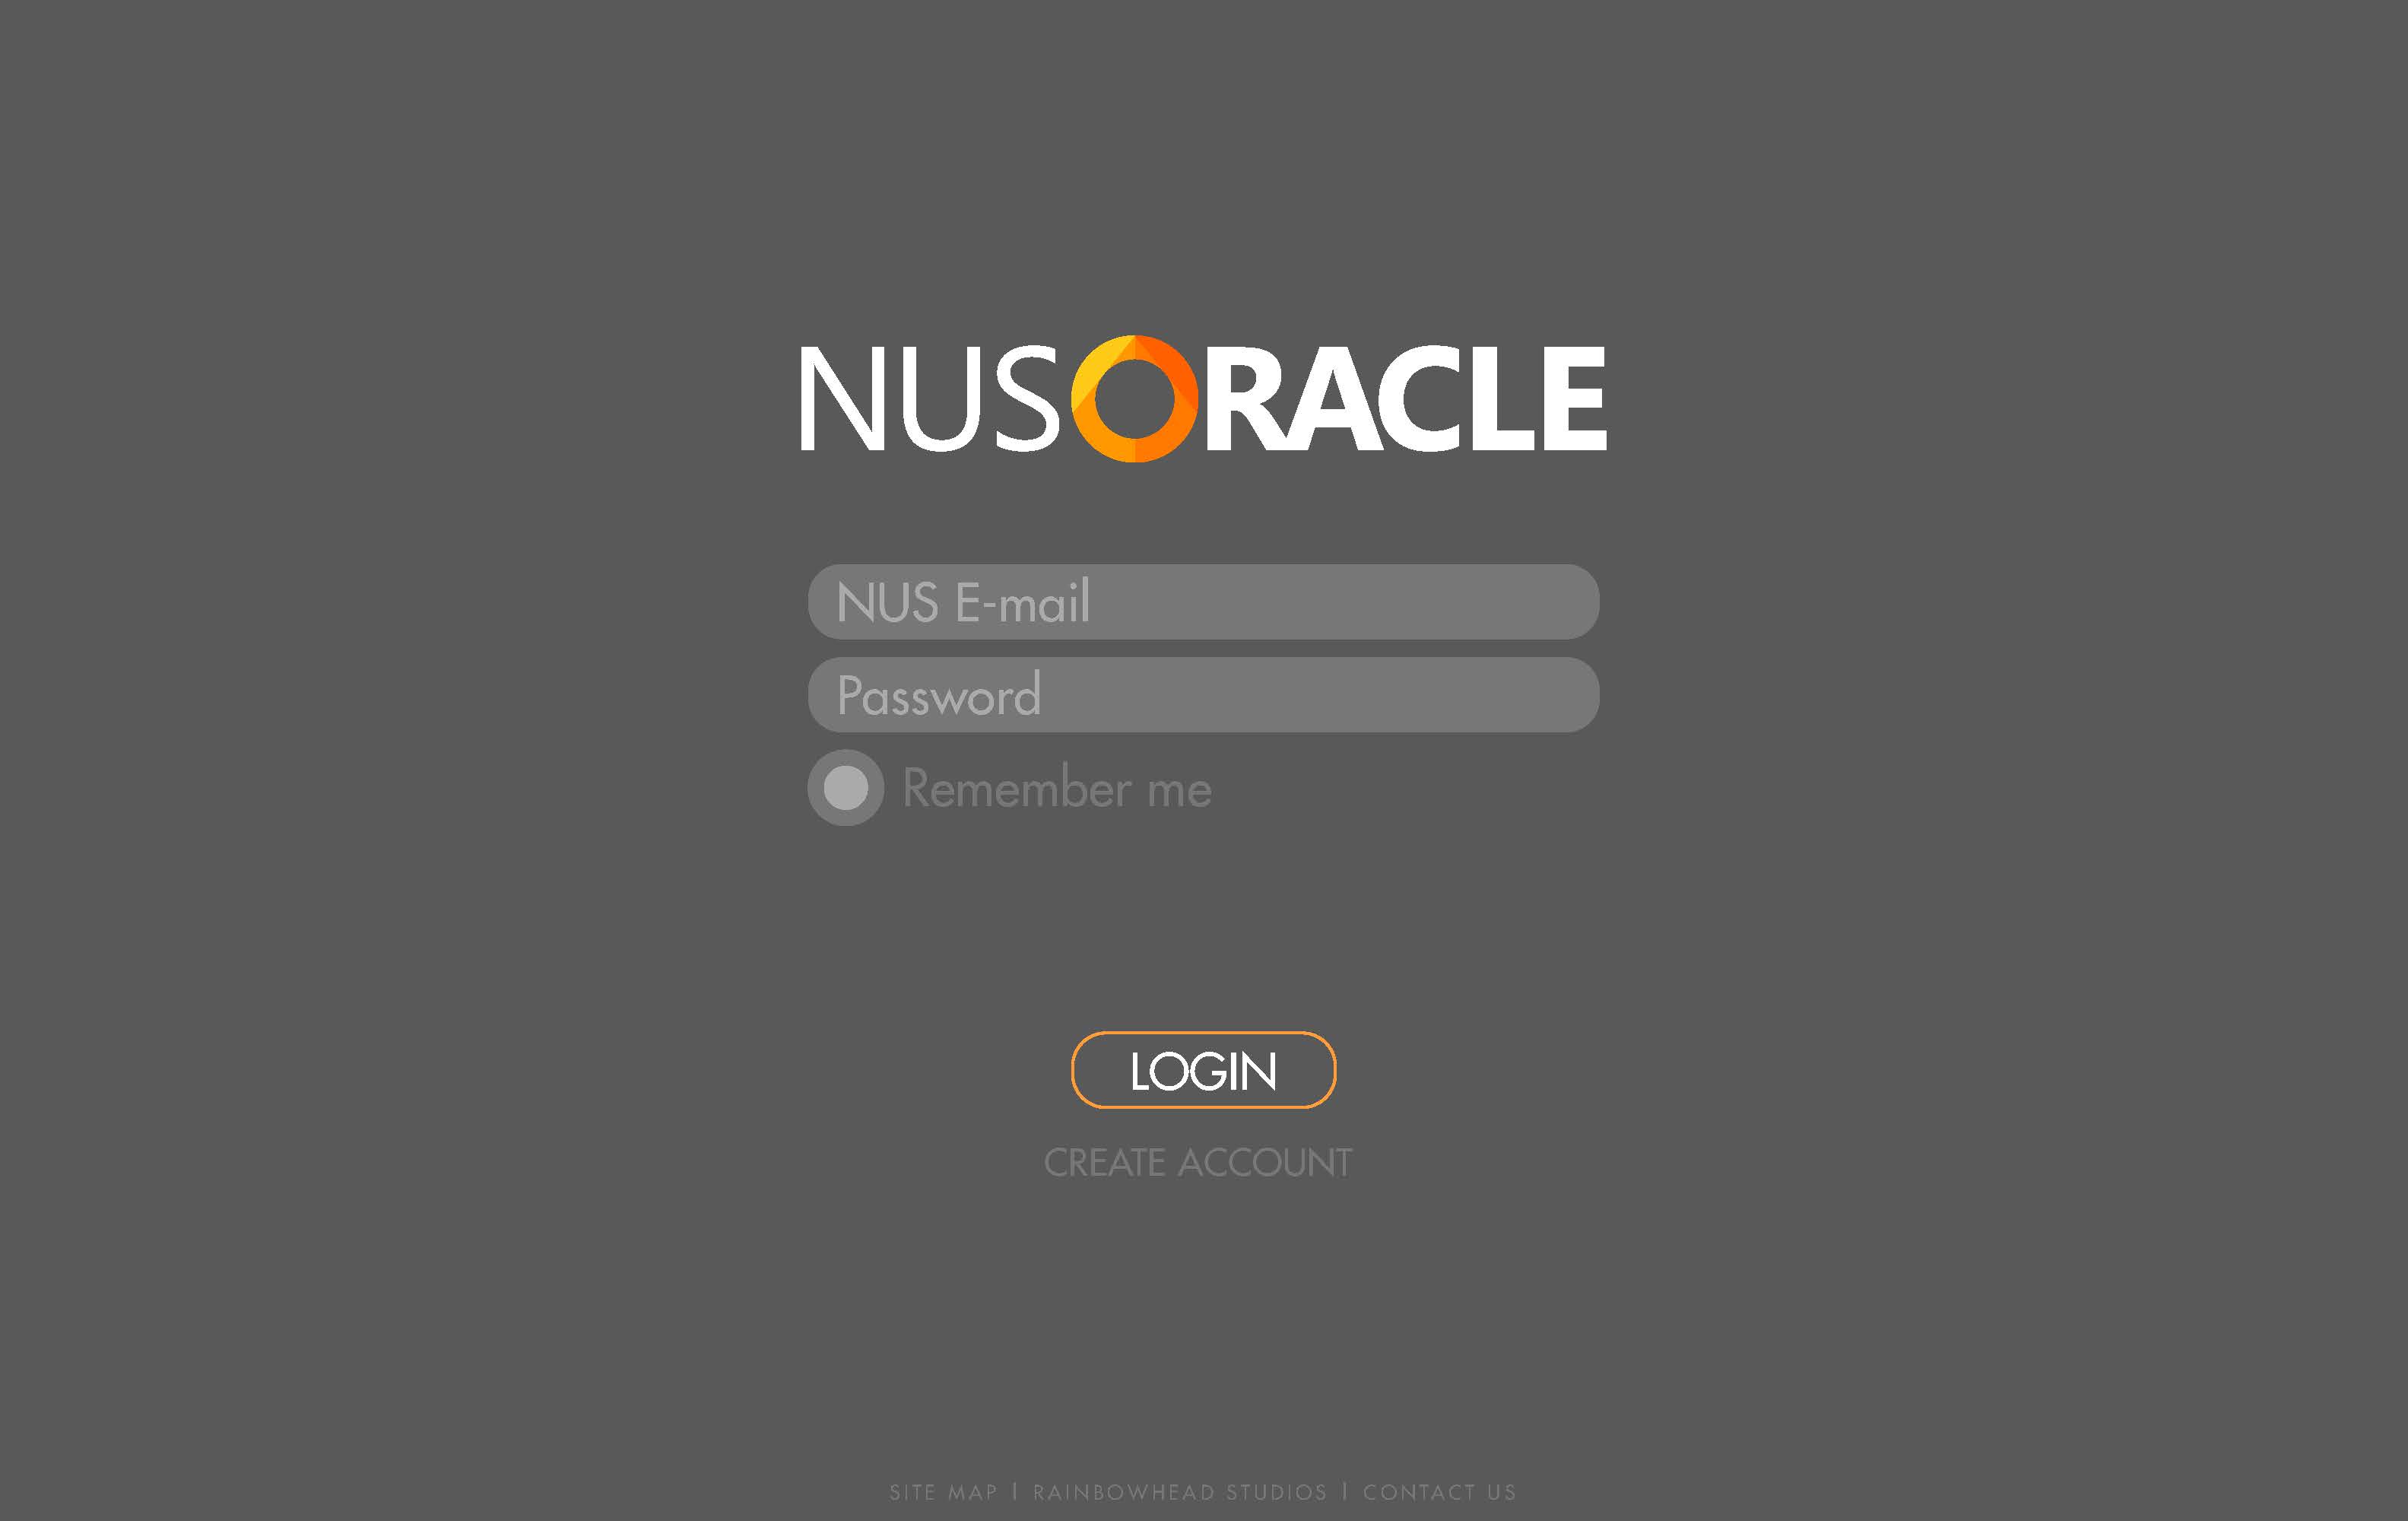 NUSORACLE
NUS E-mail
Password
Remember me
LOGIN
CREATE ACCOUNT
SITE MAP | RAINBOWHEAD STUDIOS | CONTACT US